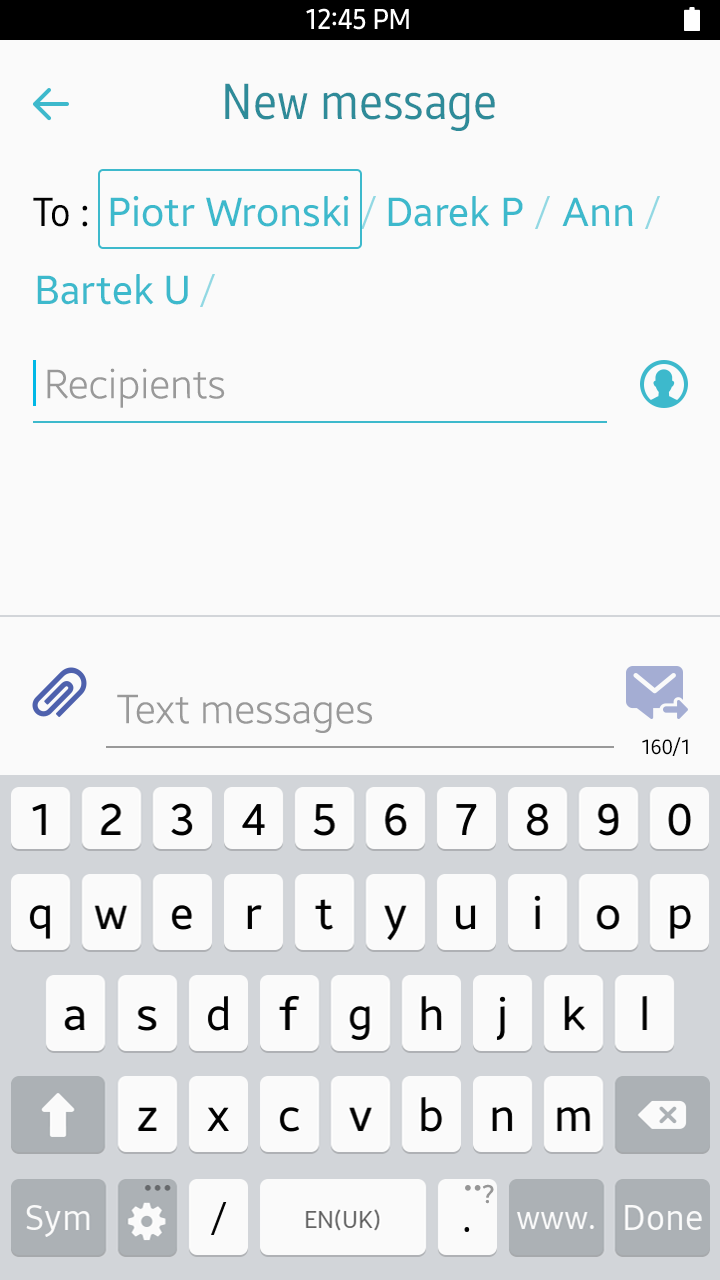 12:45 PM
New message
To : Piotr Wronski / Darek P / Ann /
Bartek U /
Recipients
Text messages
160/1
1 2 3 4 5 6 7 8 9 0
q w e r t y u i o p
a s d f g h j k l
z x c v b n m
Sym / EN(UK) . ••? www. Done